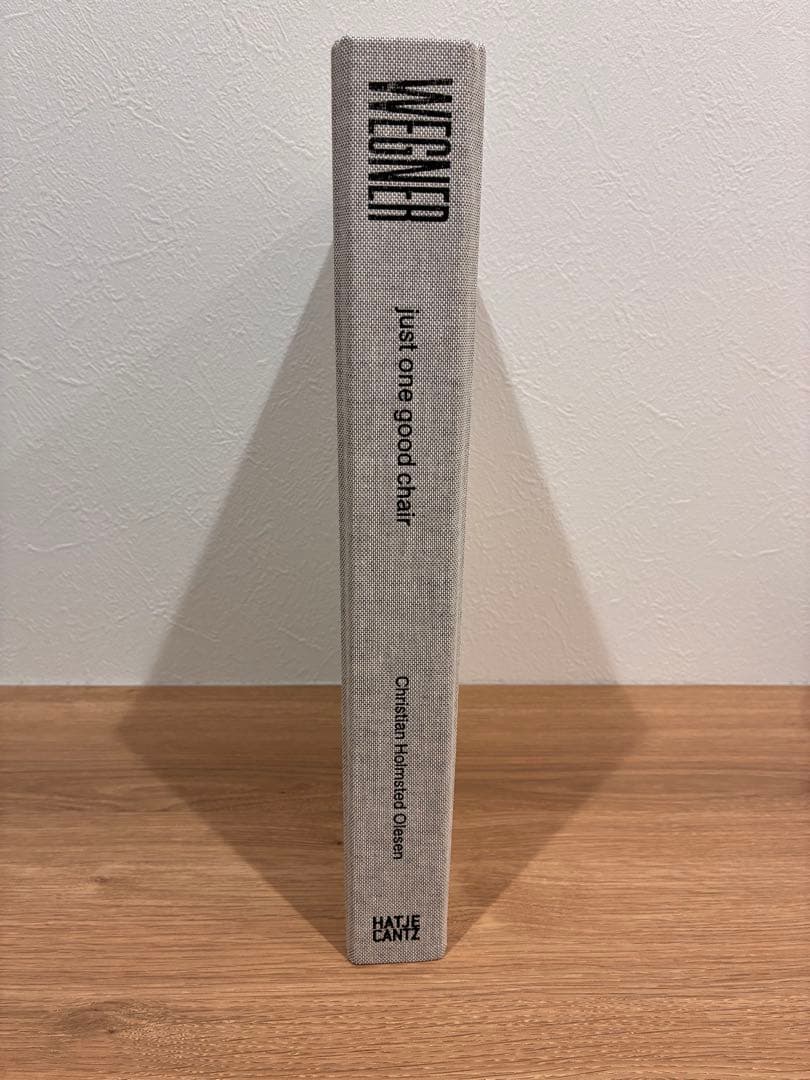 WEGNER
just one good chair
Christian Holmsted Olesen
HATJE
CANTZ